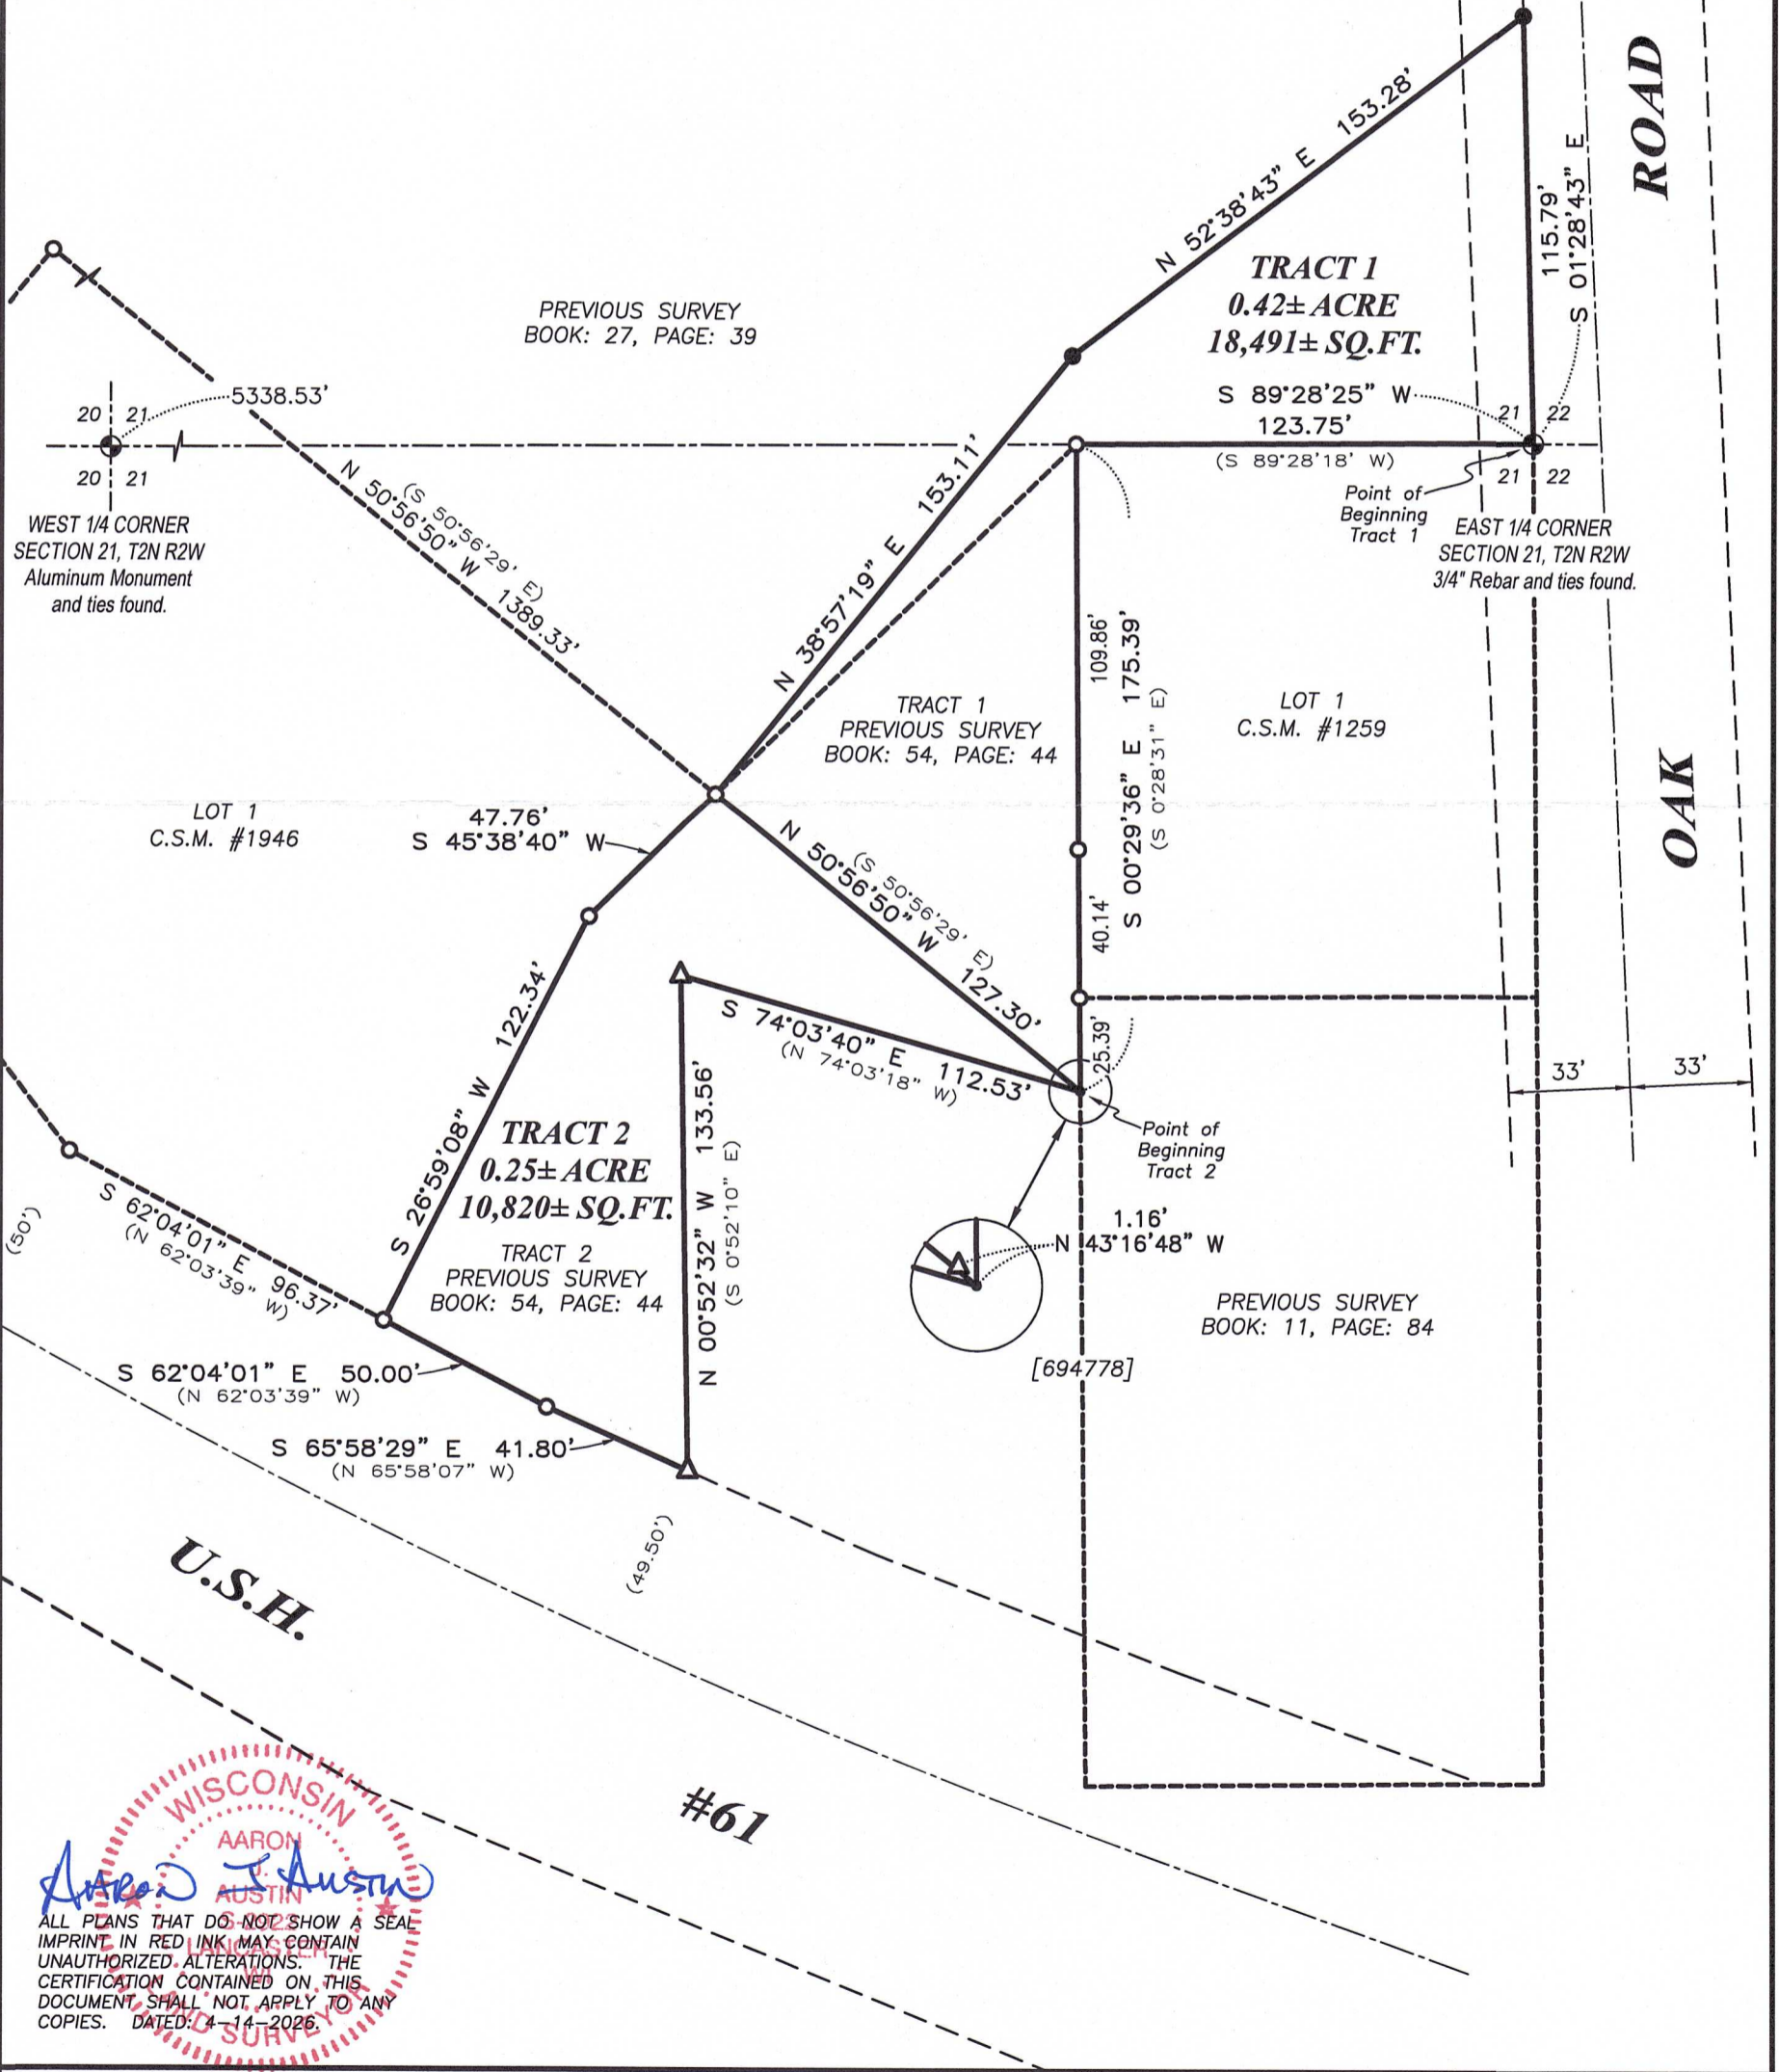 ROAD
153.28'
N 52°38'43" E
115.79'
S 01°28'43" E
TRACT 1
0.42± ACRE
18,491± SQ.FT.
PREVIOUS SURVEY
BOOK: 27, PAGE: 39
5338.53'
20 21
20 21
WEST 1/4 CORNER
SECTION 21, T2N R2W
Aluminum Monument
and ties found.
S 89°28'25" W
123.75'
(S 89°28'18' W)
21 22
21 22
Point of
Beginning
Tract 1
EAST 1/4 CORNER
SECTION 21, T2N R2W
3/4" Rebar and ties found.
(S 50°56'29' E)
N 50°56'50" W 1389.33'
N 38°57'19" E 153.11'
109.86'
S 00°29'36" E 175.39'
(S 0°28'31" E)
TRACT 1
PREVIOUS SURVEY
BOOK: 54, PAGE: 44
LOT 1
C.S.M. #1259
OAK
LOT 1
C.S.M. #1946
47.76'
S 45°38'40" W
(S 50°56'29' E)
N 50°56'50" W 127.30'
40.14'
25.39'
S 74°03'40" E 112.53'
(N 74°03'18" W)
S 26°59'08" W 122.34'
33' 33'
Point of
Beginning
Tract 2
TRACT 2
0.25± ACRE
10,820± SQ.FT.
TRACT 2
PREVIOUS SURVEY
BOOK: 54, PAGE: 44
N 00°52'32" W 133.56'
(S 0°52'10" E)
1.16'
N 43°16'48" W
[694778]
PREVIOUS SURVEY
BOOK: 11, PAGE: 84
(50')
S 62°04'01" E 96.37'
(N 62°03'39" W)
S 62°04'01" E 50.00'
(N 62°03'39" W)
S 65°58'29" E 41.80'
(N 65°58'07" W)
(49.50')
U.S.H.
#61
WISCONSIN
AARON
J.
AUSTIN
S-2922
LANCASTER
WI
LAND SURVEYOR
Aaron J Austin
ALL PLANS THAT DO NOT SHOW A SEAL
IMPRINT IN RED INK MAY CONTAIN
UNAUTHORIZED ALTERATIONS. THE
CERTIFICATION CONTAINED ON THIS
DOCUMENT SHALL NOT APPLY TO ANY
COPIES. DATED: 4-14-2026.